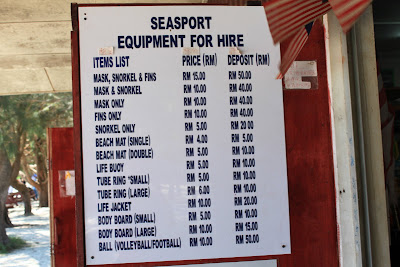 SEASPORT
EQUIPMENT FOR HIRE
ITEMS LIST PRICE (RM) DEPOSIT (RM)
MASK, SNORKEL & FINS RM 15.00 RM 50.00
MASK & SNORKEL RM 10.00 RM 40.00
MASK ONLY RM 10.00 RM 40.00
FINS ONLY RM 10.00 RM 40.00
SNORKEL ONLY RM 5.00 RM 20 00
BEACH MAT (SINGLE) RM 4.00 RM 5.00
BEACH MAT (DOUBLE) RM 5.00 RM 10.00
LIFE BUOY RM 5.00 RM 10.00
TUBE RING "SMALL) RM 5.00 RM 10.00
TUBE RING (LARGE) RM 6.00 RM 10.00
LIFE JACKET RM 10.00 RM 20.00
BODY BOARD (SMALL) RM 5.00 RM 10.00
BODY BOARD (LARGE) RM 10.00 RM 15.00
BALL (VOLLEYBALL/FOOTBALL) RM 10.00 RM 50.00